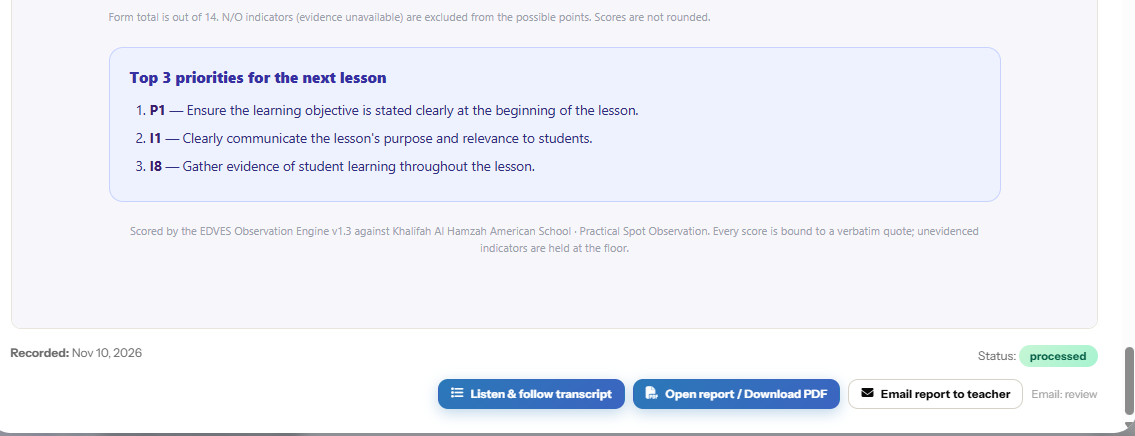 Form total is out of 14. N/O indicators (evidence unavailable) are excluded from the possible points. Scores are not rounded.
Top 3 priorities for the next lesson
1. P1 — Ensure the learning objective is stated clearly at the beginning of the lesson.
2. I1 — Clearly communicate the lesson's purpose and relevance to students.
3. I8 — Gather evidence of student learning throughout the lesson.
Scored by the EDVES Observation Engine v1.3 against Khalifah Al Hamzah American School · Practical Spot Observation. Every score is bound to a verbatim quote; unevidenced
indicators are held at the floor.
Recorded: Nov 10, 2026
Status: processed
Listen & follow transcript
Open report / Download PDF
Email report to teacher
Email: review